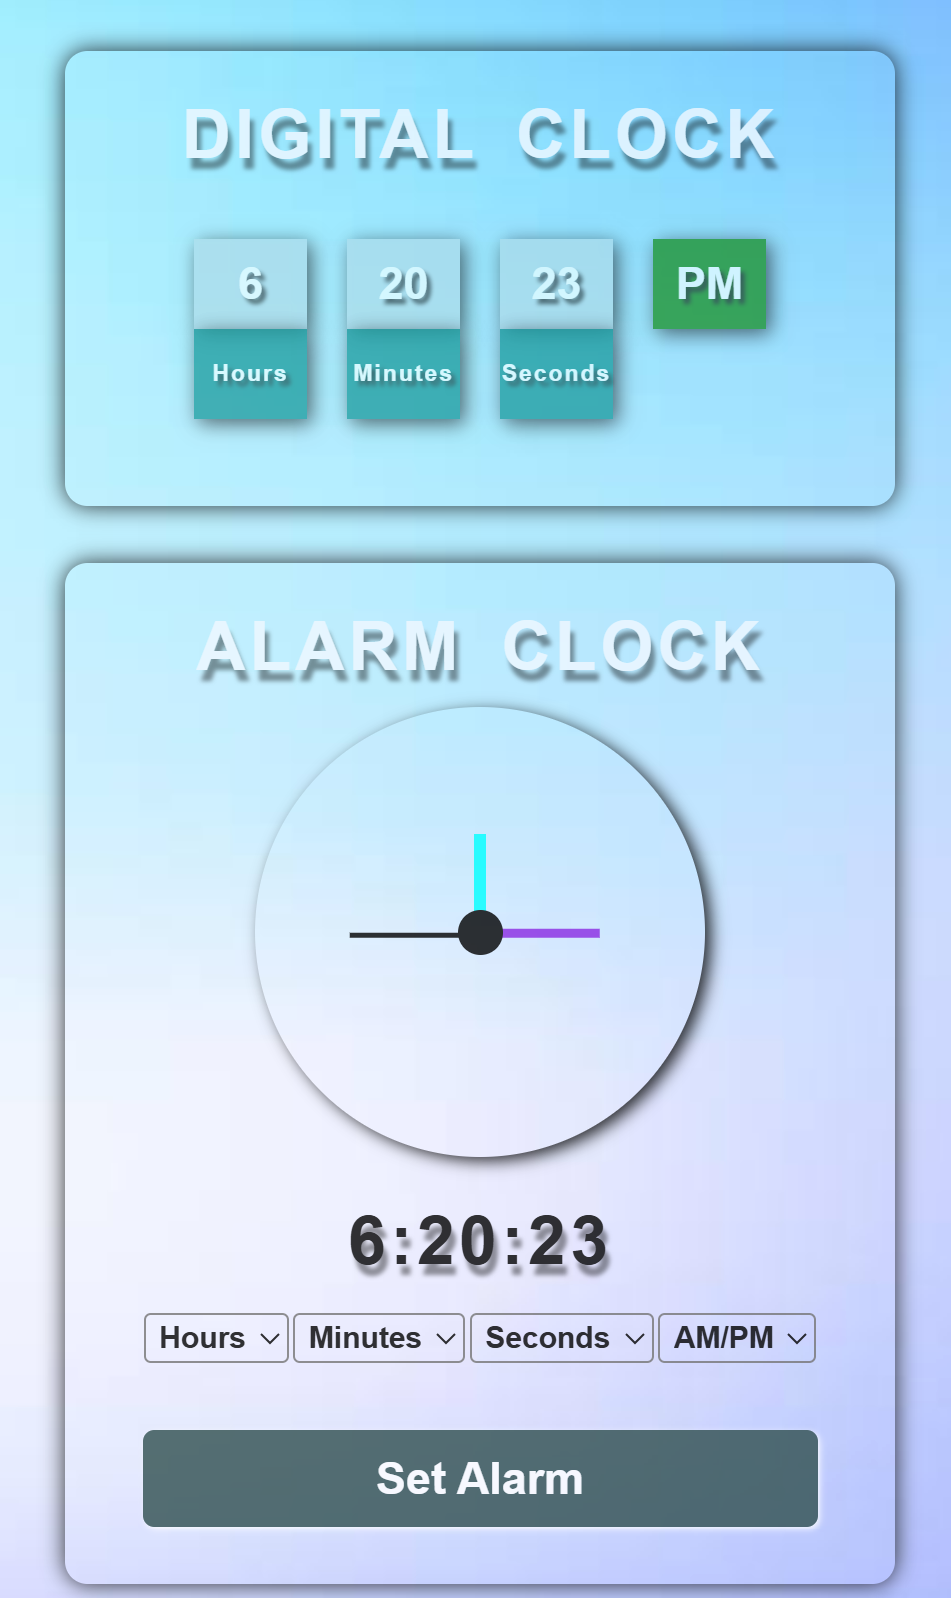 DIGITAL CLOCK
6 20 23 PM
Hours Minutes Seconds
ALARM CLOCK
6:20:23
Hours Minutes Seconds AM/PM
Set Alarm